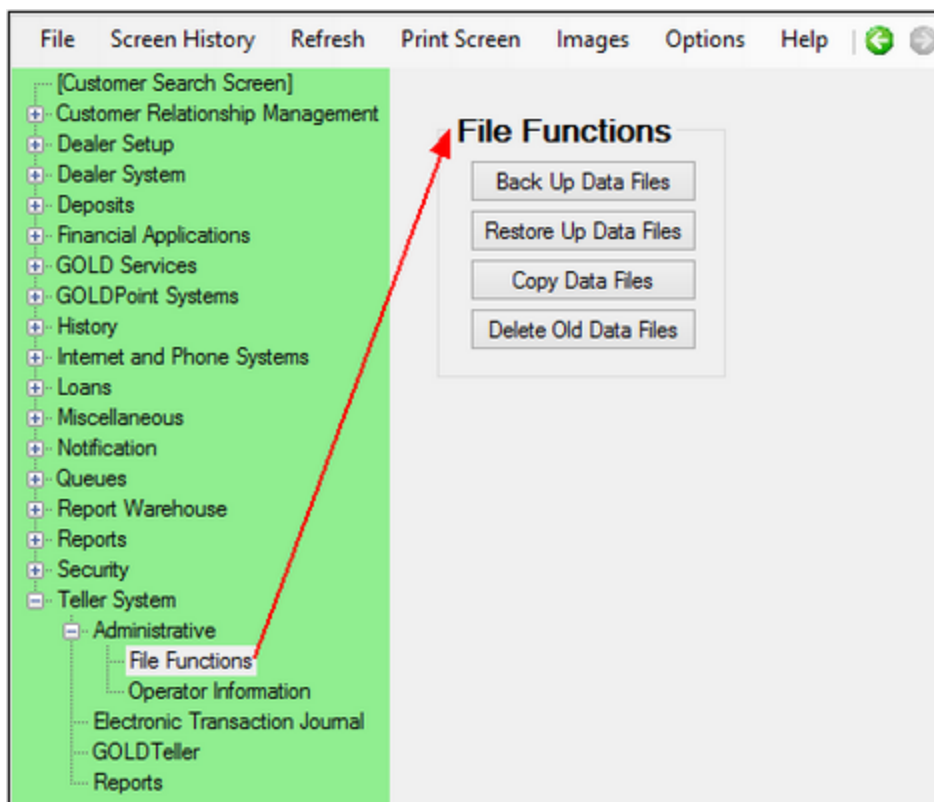 File Screen History Refresh Print Screen Images Options Help
[Customer Search Screen]
Customer Relationship Management
Dealer Setup
Dealer System
Deposits
Financial Applications
GOLD Services
GOLDPoint Systems
History
Internet and Phone Systems
Loans
Miscellaneous
Notification
Queues
Report Warehouse
Reports
Security
Teller System
Administrative
File Functions
Operator Information
Electronic Transaction Journal
GOLDTeller
Reports
File Functions
Back Up Data Files
Restore Up Data Files
Copy Data Files
Delete Old Data Files